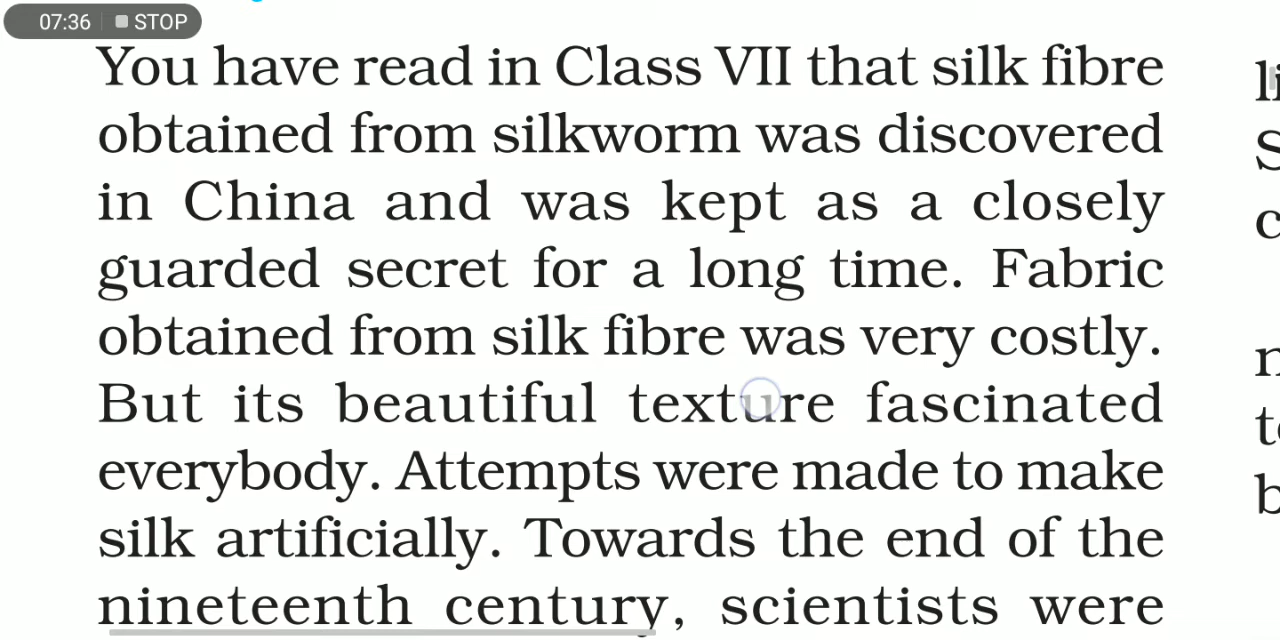 07:36 STOP
You have read in Class VII that silk fibre
obtained from silkworm was discovered
in China and was kept as a closely
guarded secret for a long time. Fabric
obtained from silk fibre was very costly.
But its beautiful texture fascinated
everybody. Attempts were made to make
silk artificially. Towards the end of the
nineteenth century, scientists were